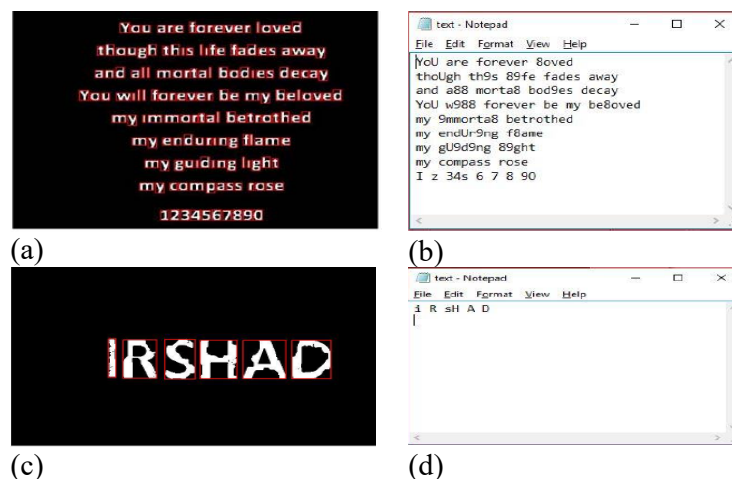 You are forever loved
though this life fades away
and all mortal bodies decay
You will forever be my beloved
my immortal betrothed
my enduring flame
my guiding light
my compass rose
1234567890
(a)
text - Notepad
File Edit Format View Help
YoU are forever 8oved
thoUgh th9s 89fe fades away
and a88 morta8 bod9es decay
YoU w988 forever be my be8oved
my 9mmorta8 betrothed
my endUr9ng f8ame
my gU9d9ng 89ght
my compass rose
I z 34s 6 7 8 90
(b)
IRSHAD
(c)
text - Notepad
File Edit Format View Help
i R sH A D
(d)